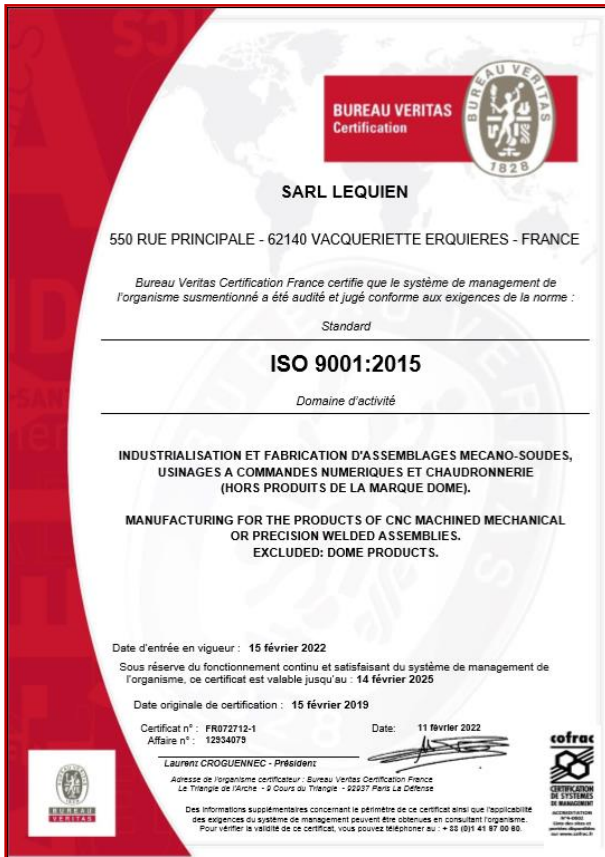 BUREAU VERITAS
Certification
BUREAU VERITAS
1828
SARL LEQUIEN
550 RUE PRINCIPALE - 62140 VACQUERIETTE ERQUIERES - FRANCE
Bureau Veritas Certification France certifie que le système de management de
l'organisme susmentionné a été audité et jugé conforme aux exigences de la norme :
Standard
ISO 9001:2015
Domaine d'activité
INDUSTRIALISATION ET FABRICATION D'ASSEMBLAGES MECANO-SOUDES,
USINAGES A COMMANDES NUMERIQUES ET CHAUDRONNERIE
(HORS PRODUITS DE LA MARQUE DOME).
MANUFACTURING FOR THE PRODUCTS OF CNC MACHINED MECHANICAL
OR PRECISION WELDED ASSEMBLIES.
EXCLUDED: DOME PRODUCTS.
Date d'entrée en vigueur : 15 février 2022
Sous réserve du fonctionnement continu et satisfaisant du système de management de
l'organisme, ce certificat est valable jusqu'au : 14 février 2025
Date originale de certification : 15 février 2019
Certificat n° : FR072712-1 Date: 11 février 2022
Affaire n° : 12934079
Laurent CROGUENNEC - Président
Adresse de l'organisme certificateur : Bureau Veritas Certification France
Le Triangle de l'Arche - 9 Cours du Triangle - 92937 Paris La Défense
Des informations supplémentaires concernant le périmètre de ce certificat ainsi que l'applicabilité
des exigences du système de management peuvent être obtenues en consultant l'organisme.
Pour vérifier la validité de ce certificat, vous pouvez téléphoner au : + 33 (0)1 41 97 00 60.
BUREAU
VERITAS
cofrac
CERTIFICATION
DE SYSTEMES
DE MANAGEMENT
ACCREDITATION